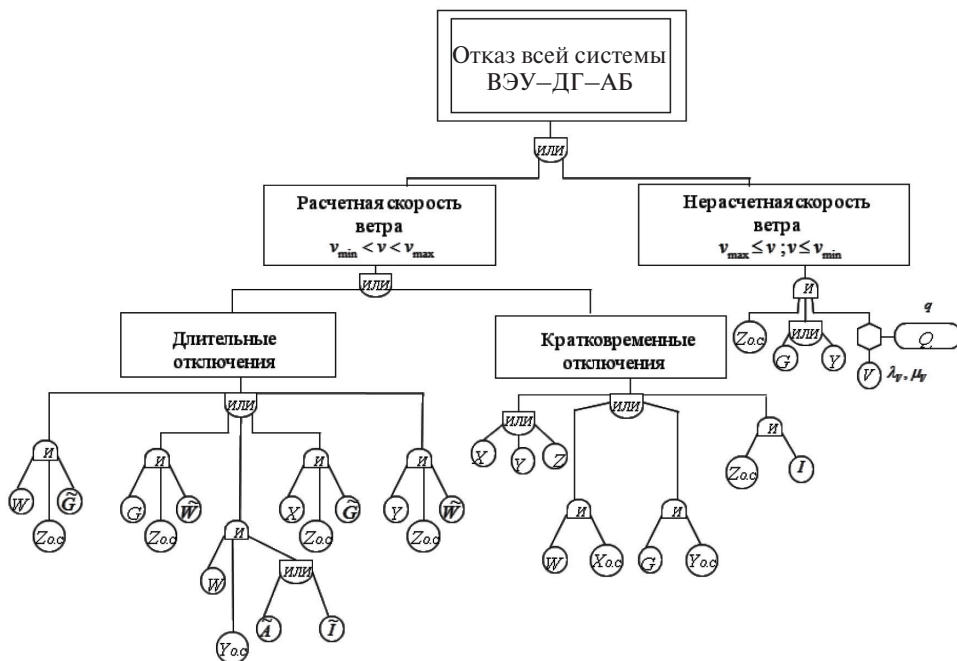 Отказ всей системы
ВЭУ–ДГ–АБ
ИЛИ
Расчетная скорость
ветра
v_min < v < v_max
Нерасчетная скорость
ветра
v_max ≤ v ; v ≤ v_min
ИЛИ
И
Длительные
отключения
Кратковременные
отключения
Z_o.c
ИЛИ
G
Y
V
λ_V, μ_V
q
Q
ИЛИ
ИЛИ
И
W
G̃
Z_o.c
И
G
W̃
Z_o.c
И
X
G̃
Z_o.c
И
Y
W̃
Z_o.c
И
W
Y_o.c
ИЛИ
Ã
Ĩ
ИЛИ
X
Y
Z
И
W
X_o.c
И
G
Y_o.c
И
Z_o.c
I